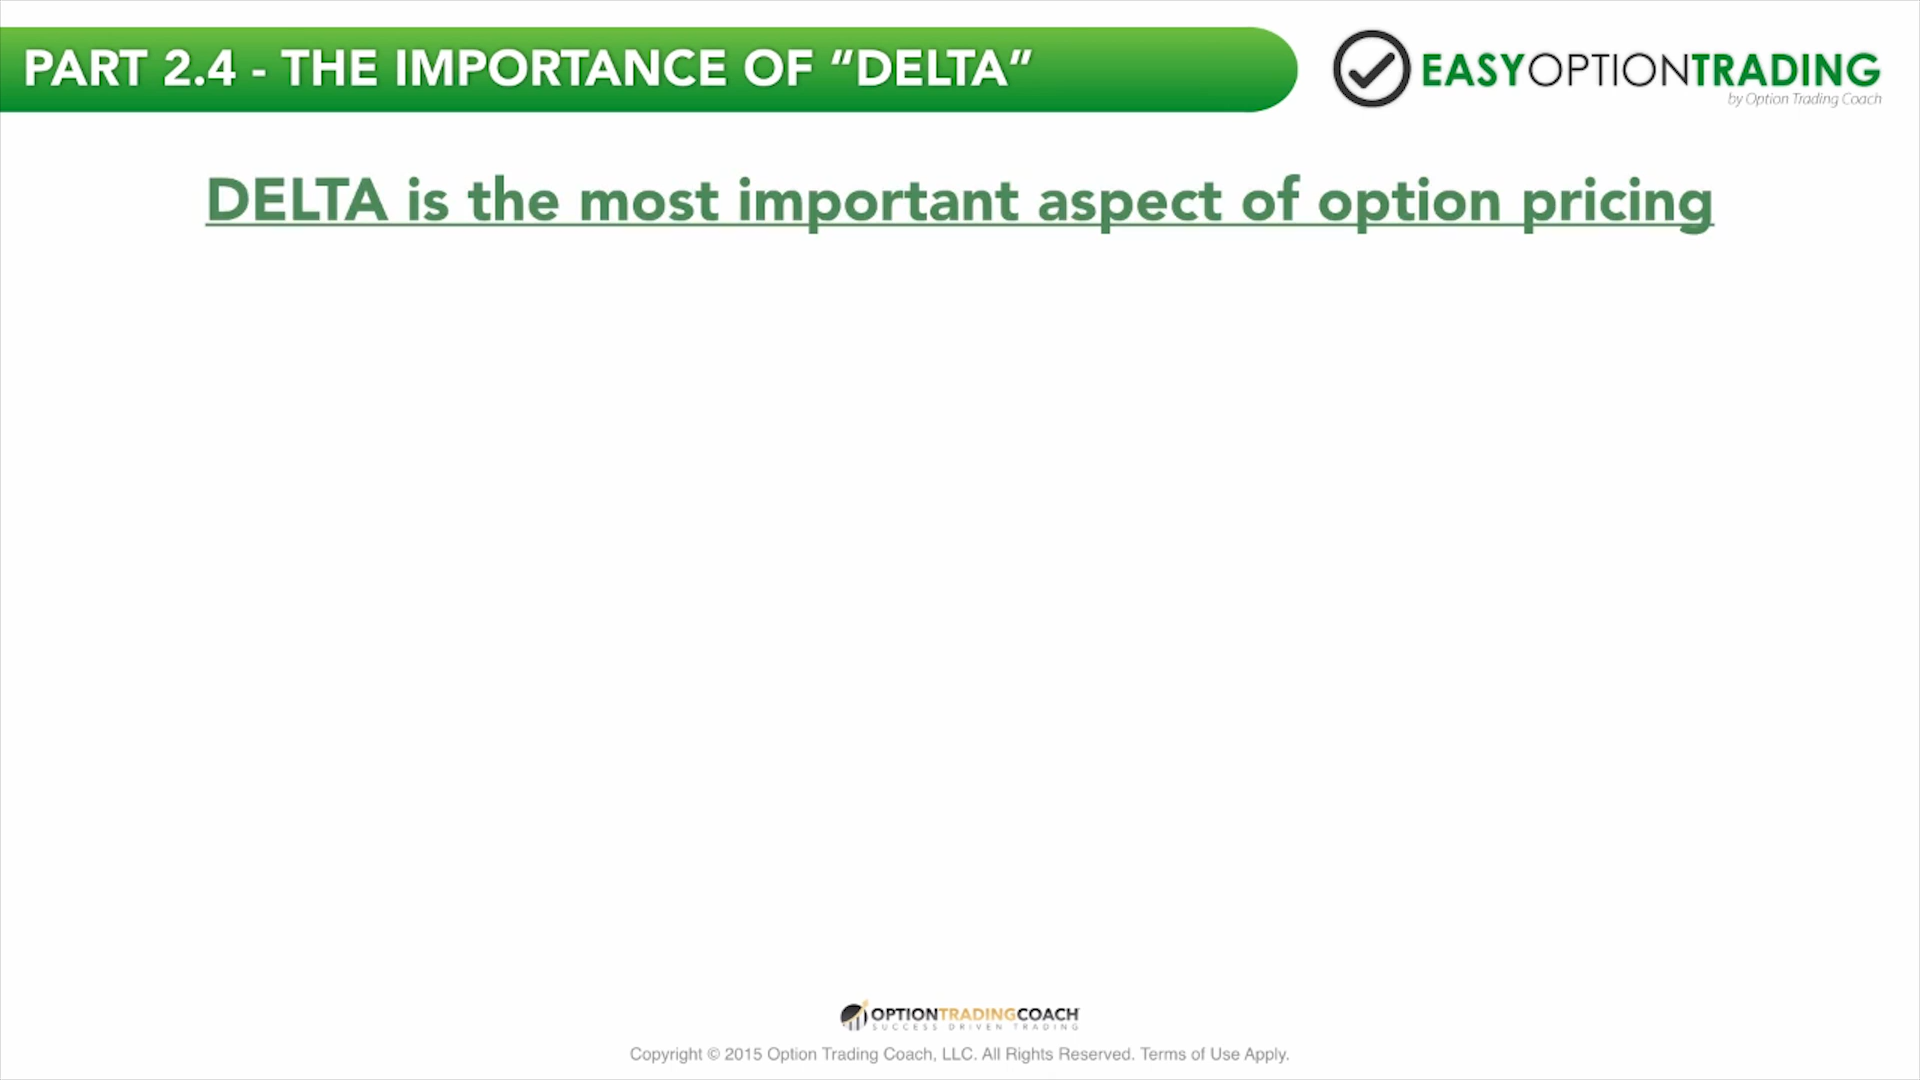 PART 2.4 - THE IMPORTANCE OF “DELTA”
EASYOPTIONTRADING
by Option Trading Coach
DELTA is the most important aspect of option pricing
OPTIONTRADINGCOACH
SUCCESS DRIVEN TRADING
Copyright © 2015 Option Trading Coach, LLC. All Rights Reserved. Terms of Use Apply.